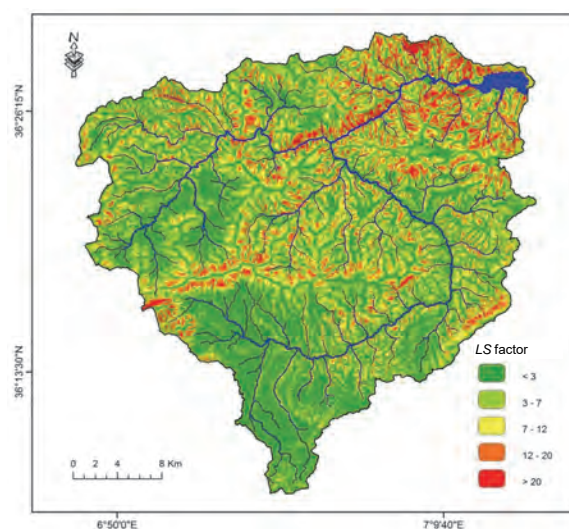 N
36°26'15"N
36°13'30"N
LS factor
< 3
3 - 7
7 - 12
12 - 20
> 20
0 2 4 8 Km
6°50'0"E
7°9'40"E